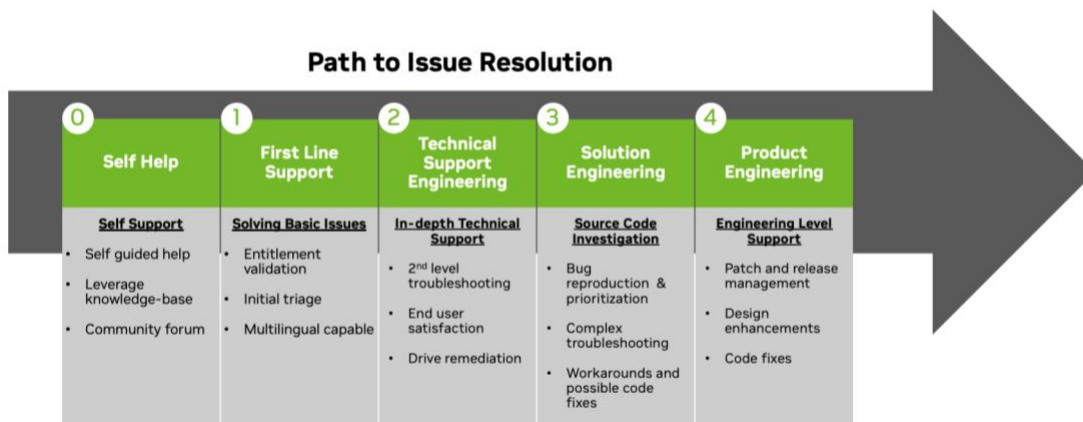 Path to Issue Resolution
0
Self Help
Self Support
• Self guided help
• Leverage
knowledge-base
• Community forum
1
First Line
Support
Solving Basic Issues
• Entitlement
validation
• Initial triage
• Multilingual capable
2
Technical
Support
Engineering
In-depth Technical
Support
• 2nd level
troubleshooting
• End user
satisfaction
• Drive remediation
3
Solution
Engineering
Source Code
Investigation
• Bug
reproduction &
prioritization
• Complex
troubleshooting
• Workarounds and
possible code
fixes
4
Product
Engineering
Engineering Level
Support
• Patch and release
management
• Design
enhancements
• Code fixes